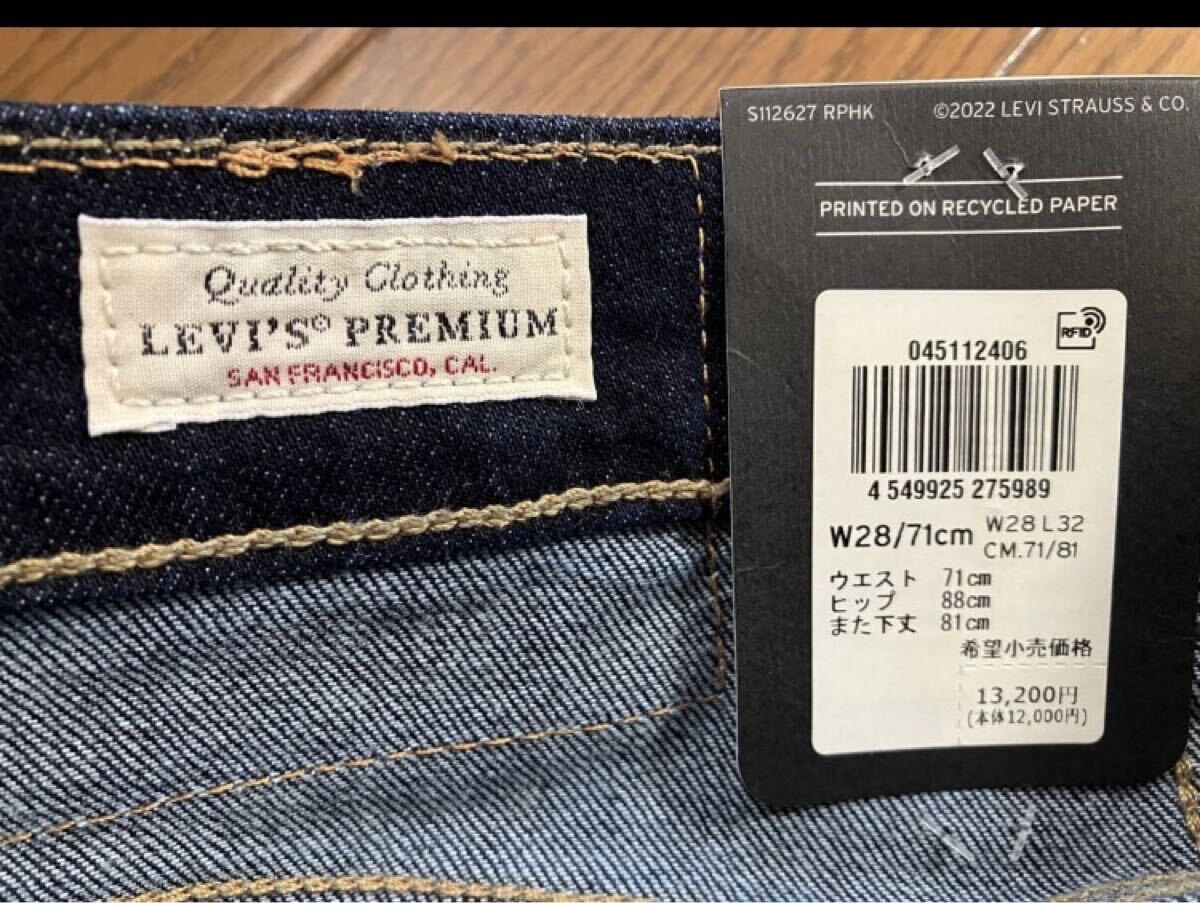 Quality Clothing
LEVI'S® PREMIUM
SAN FRANCISCO, CAL.
S112627 RPHK ©2022 LEVI STRAUSS & CO.
PRINTED ON RECYCLED PAPER
RFID
045112406
4 549925 275989
W28/71cm W28 L32
CM.71/81
ウエスト 71cm
ヒップ 88cm
また下丈 81cm
希望小売価格
13,200円
(本体12,000円)